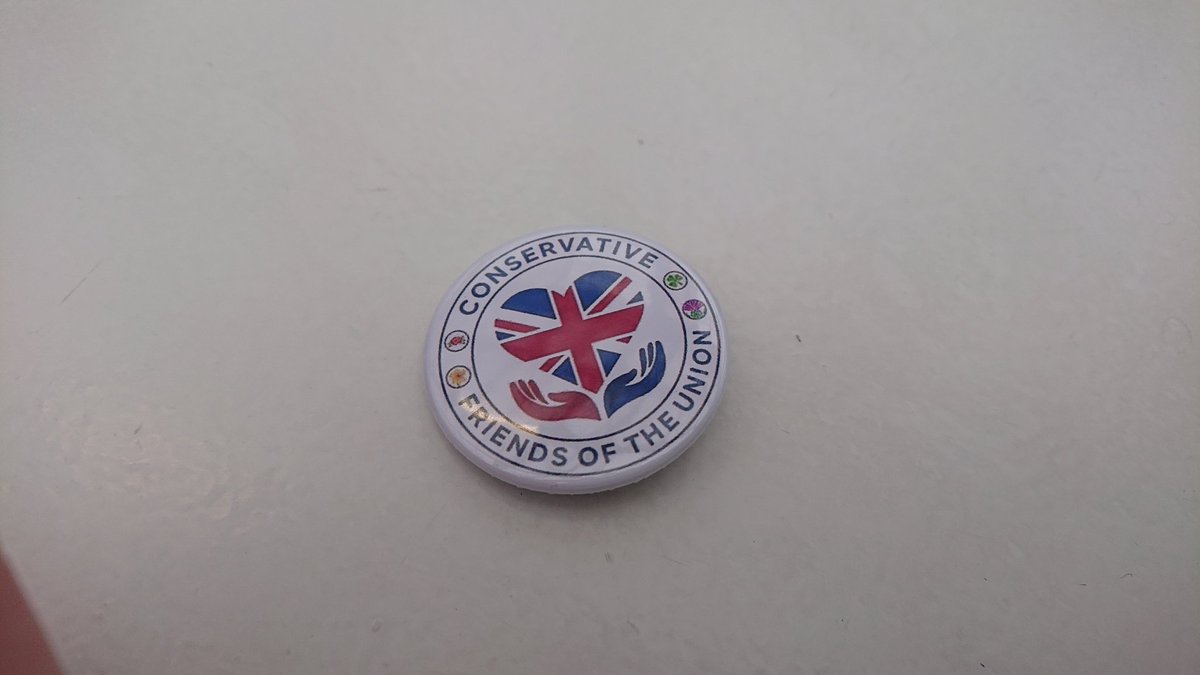 CONSERVATIVE
FRIENDS OF THE UNION